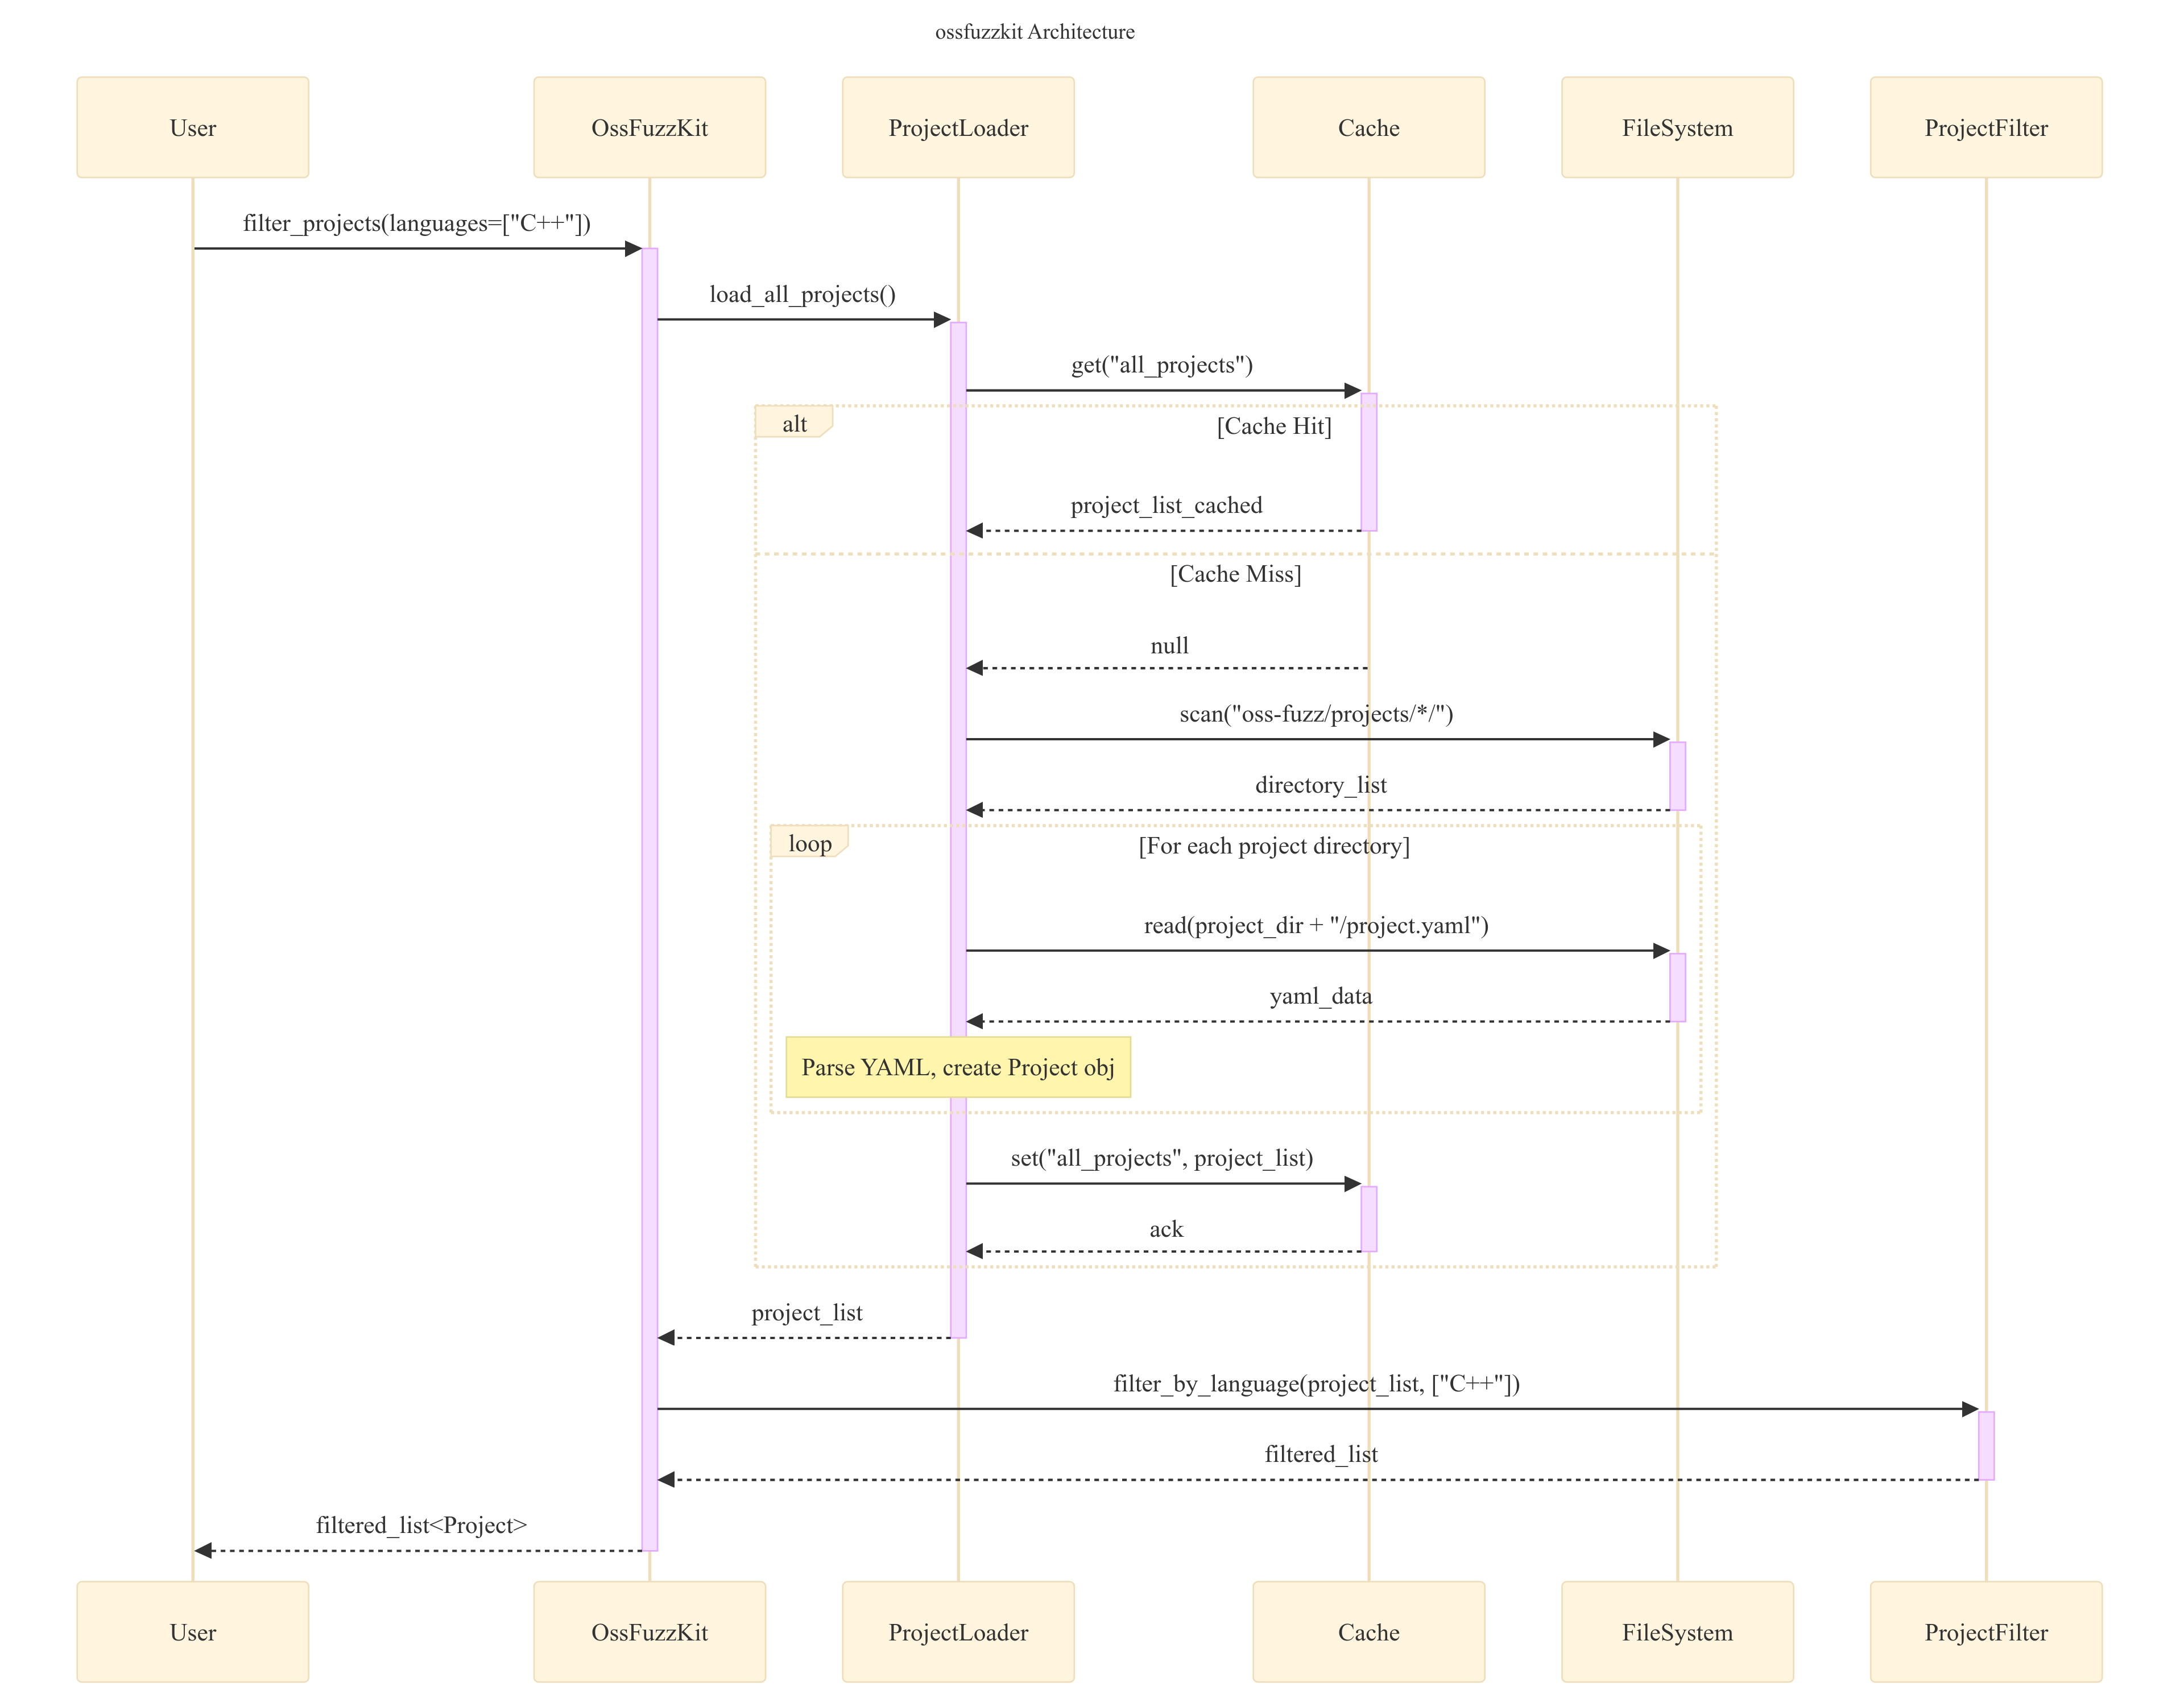 ossfuzzkit Architecture
User
OssFuzzKit
ProjectLoader
Cache
FileSystem
ProjectFilter
filter_projects(languages=["C++"])
load_all_projects()
get("all_projects")
alt
[Cache Hit]
project_list_cached
[Cache Miss]
null
scan("oss-fuzz/projects/*/")
directory_list
loop
[For each project directory]
read(project_dir + "/project.yaml")
yaml_data
Parse YAML, create Project obj
set("all_projects", project_list)
ack
project_list
filter_by_language(project_list, ["C++"])
filtered_list
filtered_list<Project>
User
OssFuzzKit
ProjectLoader
Cache
FileSystem
ProjectFilter